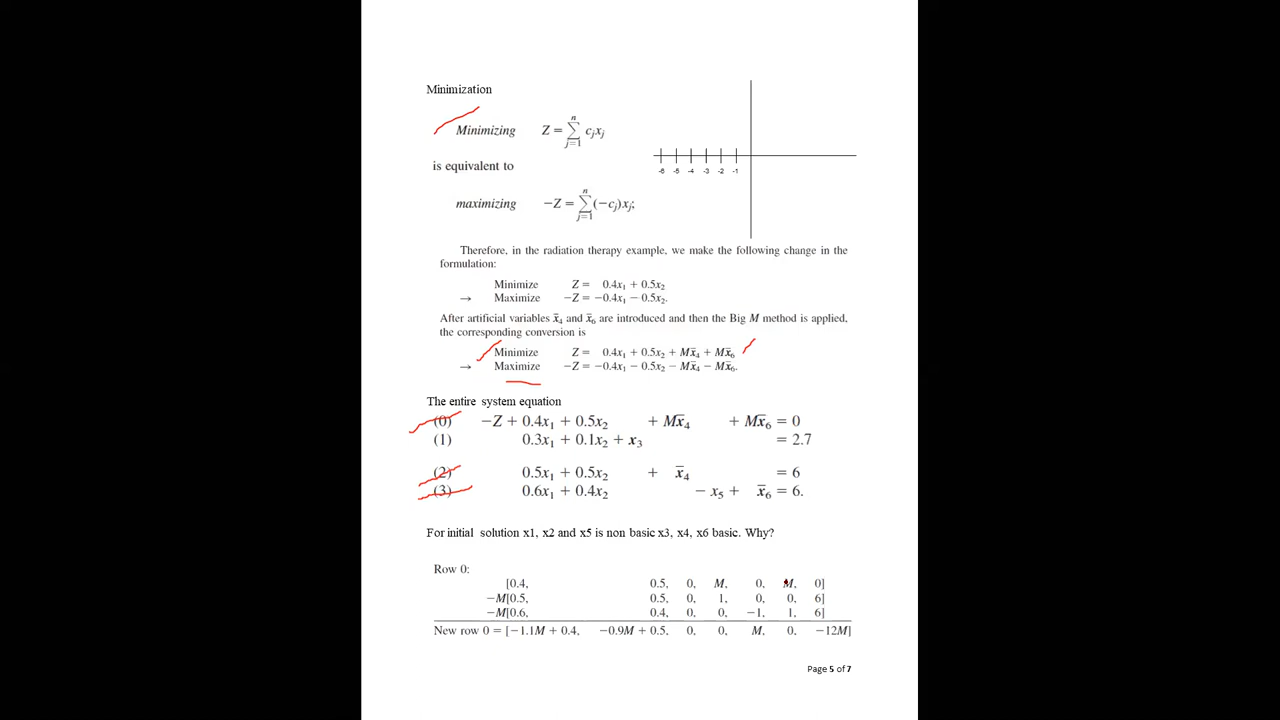 Minimization
Minimizing Z = n∑j=1 cjxj
-6 -5 -4 -3 -2 -1
is equivalent to
maximizing −Z = n∑j=1 (−cj)xj;
Therefore, in the radiation therapy example, we make the following change in the
formulation:
Minimize Z = 0.4x₁ + 0.5x₂
→ Maximize −Z = −0.4x₁ − 0.5x₂.
After artificial variables x̄₄ and x̄₆ are introduced and then the Big M method is applied,
the corresponding conversion is
Minimize Z = 0.4x₁ + 0.5x₂ + Mx̄₄ + Mx̄₆
→ Maximize −Z = −0.4x₁ − 0.5x₂ − Mx̄₄ − Mx̄₆.
The entire system equation
(0) −Z + 0.4x₁ + 0.5x₂ + Mx̄₄ + Mx̄₆ = 0
(1) 0.3x₁ + 0.1x₂ + x₃ = 2.7
(2) 0.5x₁ + 0.5x₂ + x̄₄ = 6
(3) 0.6x₁ + 0.4x₂ − x₅ + x̄₆ = 6.
For initial solution x1, x2 and x5 is non basic x3, x4, x6 basic. Why?
Row 0:
[0.4, 0.5, 0, M, 0, M, 0]
−M[0.5, 0.5, 0, 1, 0, 0, 6]
−M[0.6, 0.4, 0, 0, −1, 1, 6]
New row 0 = [−1.1M + 0.4, −0.9M + 0.5, 0, 0, M, 0, −12M]
Page 5 of 7